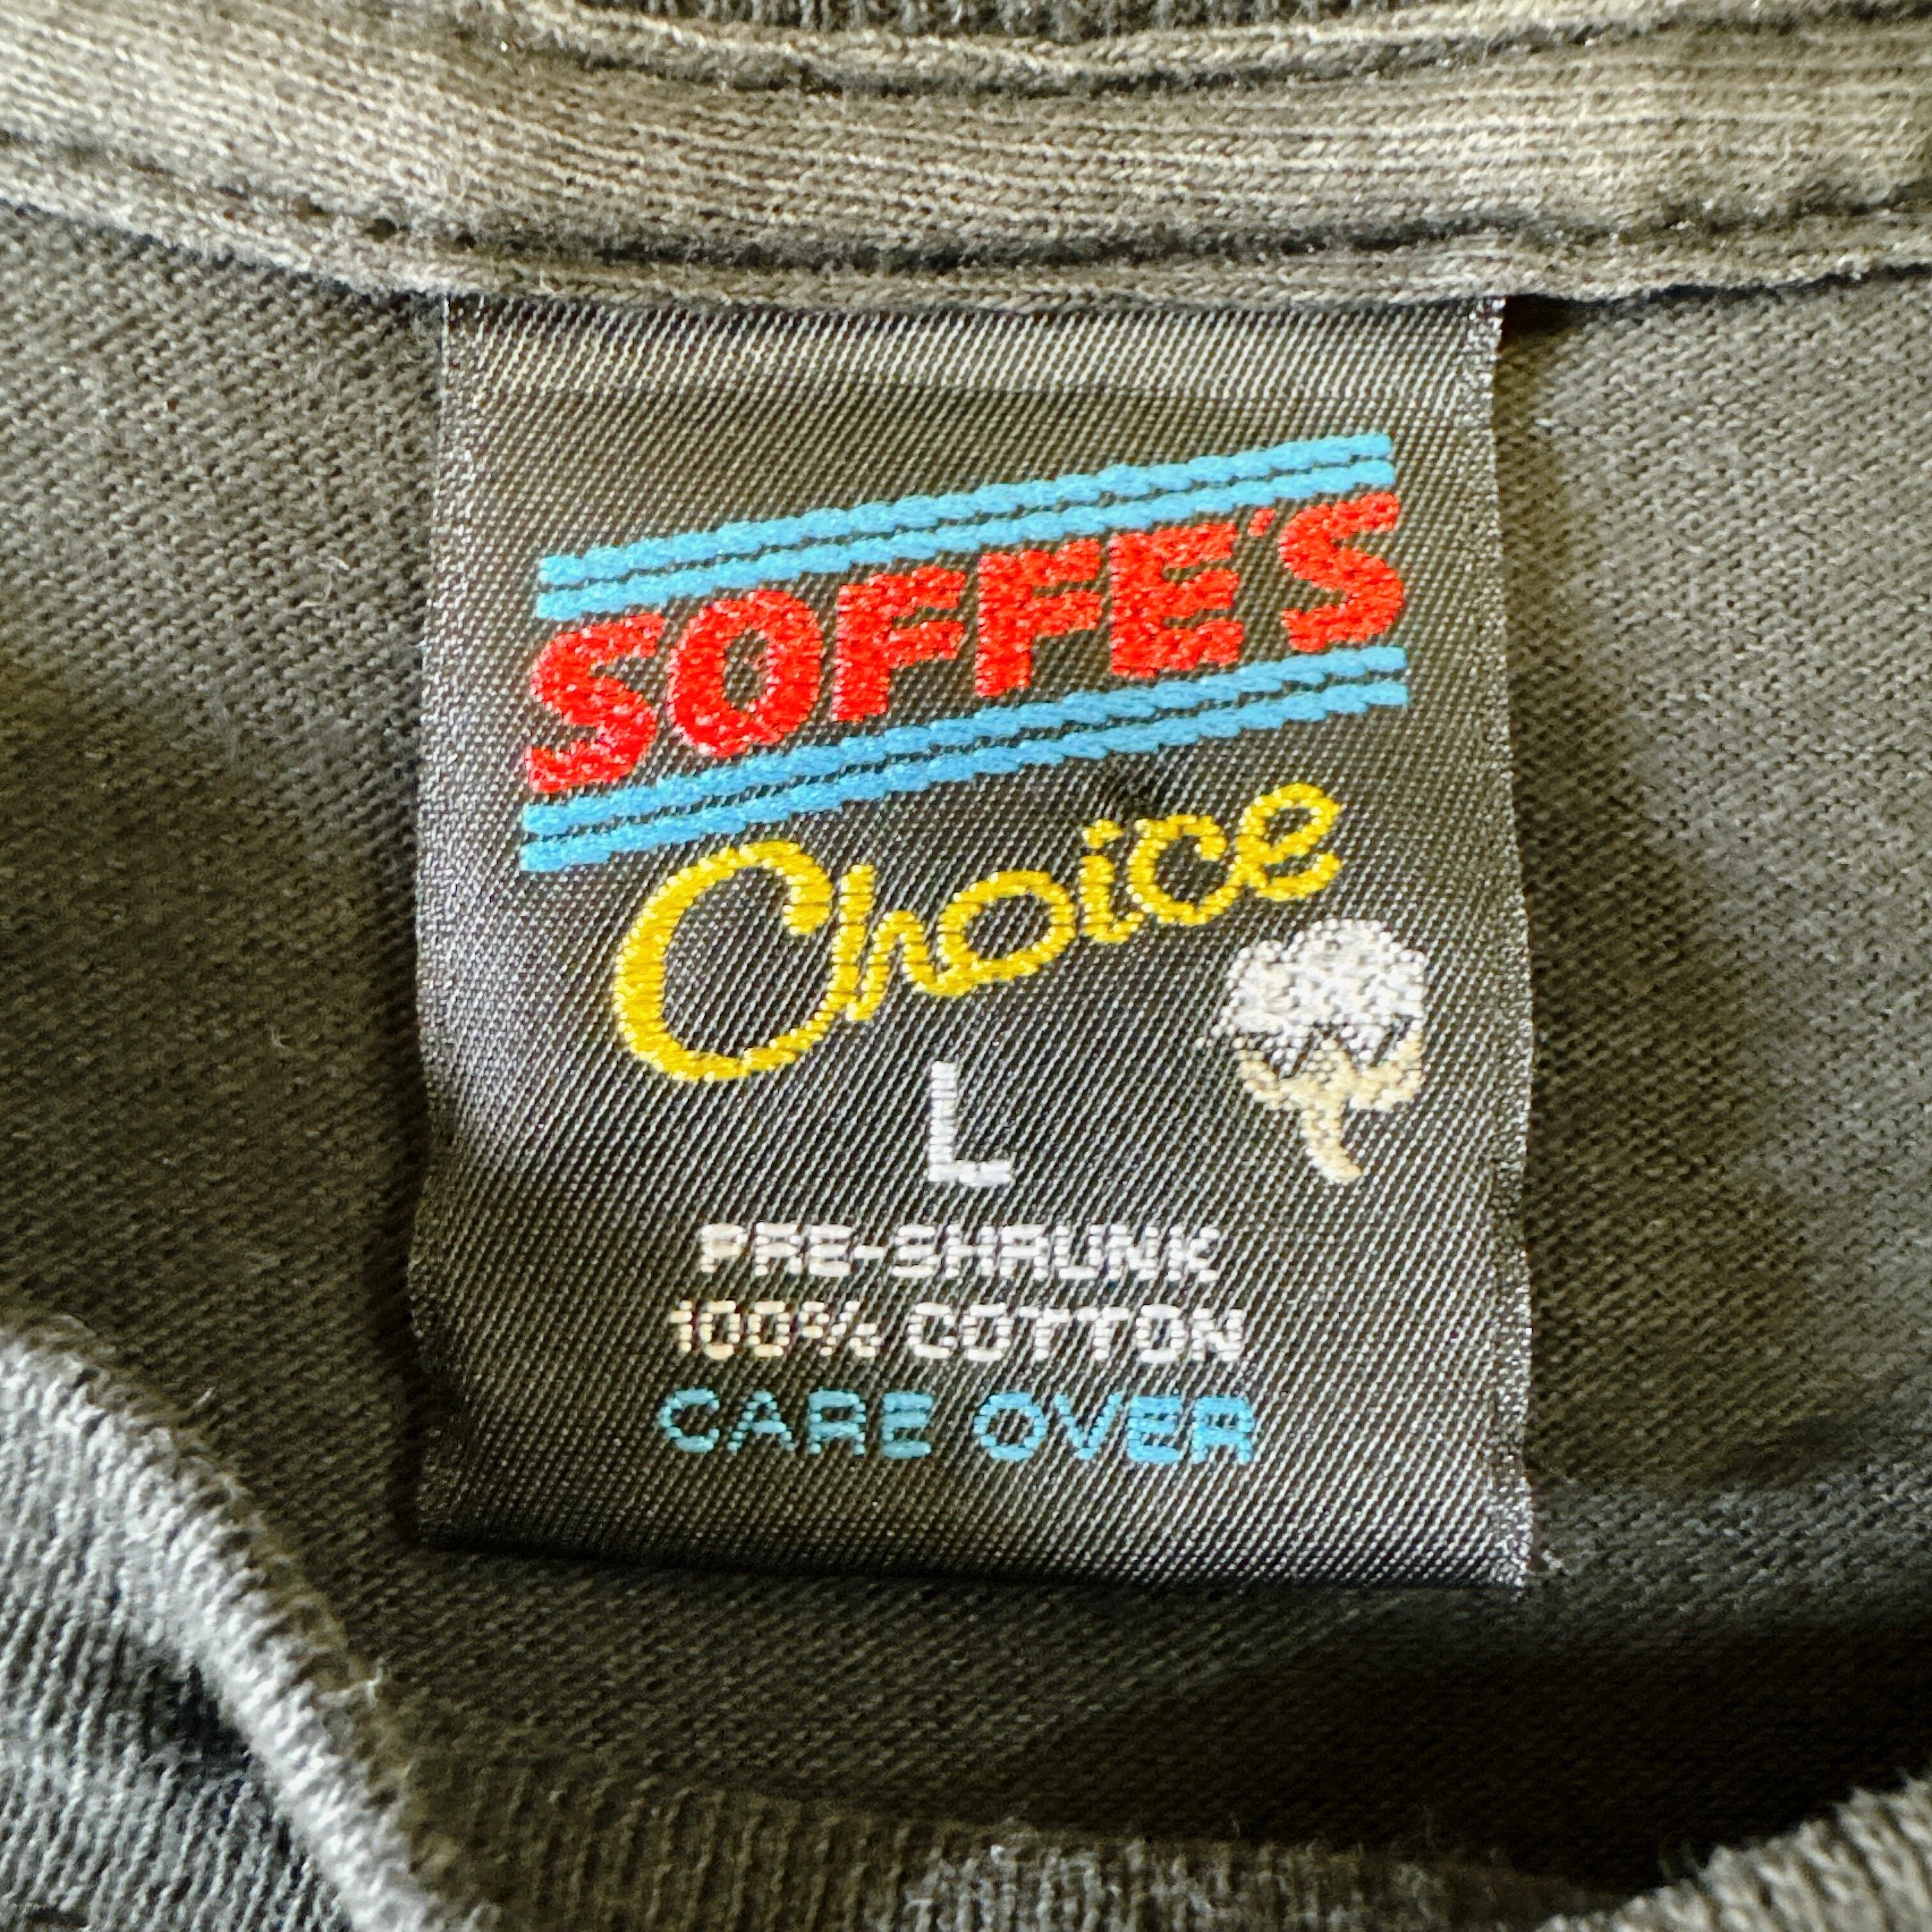 SOFFE'S
Choice
L
PRE-SHRUNK
100% COTTON
CARE OVER